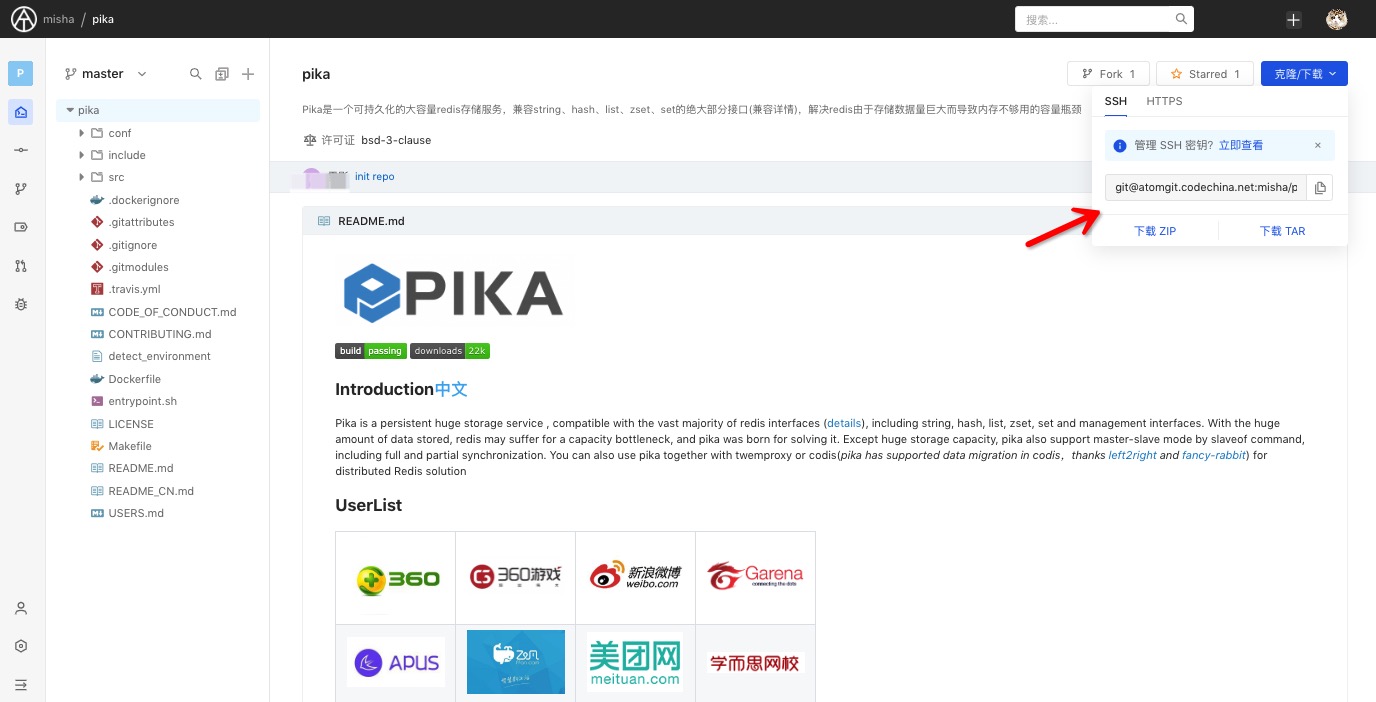 misha / pika
搜索...
P
master
pika
conf
include
src
.dockerignore
.gitattributes
.gitignore
.gitmodules
.travis.yml
CODE_OF_CONDUCT.md
CONTRIBUTING.md
detect_environment
Dockerfile
entrypoint.sh
LICENSE
Makefile
README.md
README_CN.md
USERS.md
pika
Fork 1
Starred 1
克隆/下载
Pika是一个可持久化的大容量redis存储服务，兼容string、hash、list、zset、set的绝大部分接口(兼容详情)，解决redis由于存储数据量巨大而导致内存不够用的容量瓶颈
许可证 bsd-3-clause
init repo
SSH HTTPS
管理 SSH 密钥？立即查看
git@atomgit.codechina.net:misha/p
下载 ZIP
下载 TAR
README.md
PIKA
build passing downloads 22k
Introduction中文
Pika is a persistent huge storage service , compatible with the vast majority of redis interfaces (details), including string, hash, list, zset, set and management interfaces. With the huge
amount of data stored, redis may suffer for a capacity bottleneck, and pika was born for solving it. Except huge storage capacity, pika also support master-slave mode by slaveof command,
including full and partial synchronization. You can also use pika together with twemproxy or codis(pika has supported data migration in codis，thanks left2right and fancy-rabbit) for
distributed Redis solution
UserList
360
360游戏
新浪微博
weibo.com
Garena
connecting the dots
APUS
美团网
meituan.com
学而思网校